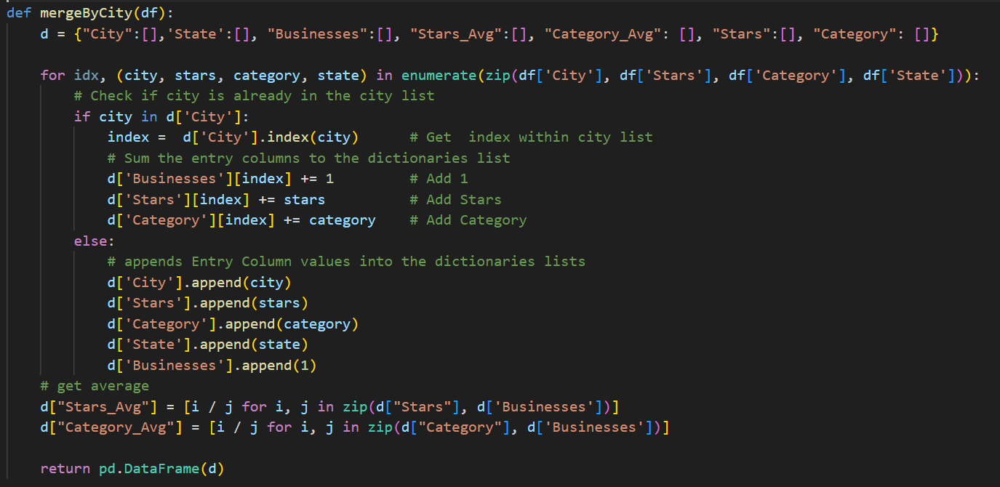 def mergeByCity(df):
    d = {"City":[],'State':[], "Businesses":[], "Stars_Avg":[], "Category_Avg": [], "Stars":[], "Category": []}

    for idx, (city, stars, category, state) in enumerate(zip(df['City'], df['Stars'], df['Category'], df['State'])):
        # Check if city is already in the city list
        if city in d['City']:
            index =  d['City'].index(city)      # Get  index within city list
            # Sum the entry columns to the dictionaries list
            d['Businesses'][index] += 1         # Add 1
            d['Stars'][index] += stars          # Add Stars
            d['Category'][index] += category    # Add Category
        else:
            # appends Entry Column values into the dictionaries lists
            d['City'].append(city)
            d['Stars'].append(stars)
            d['Category'].append(category)
            d['State'].append(state)
            d['Businesses'].append(1)
    # get average
    d["Stars_Avg"] = [i / j for i, j in zip(d["Stars"], d['Businesses'])]
    d["Category_Avg"] = [i / j for i, j in zip(d["Category"], d['Businesses'])]

    return pd.DataFrame(d)